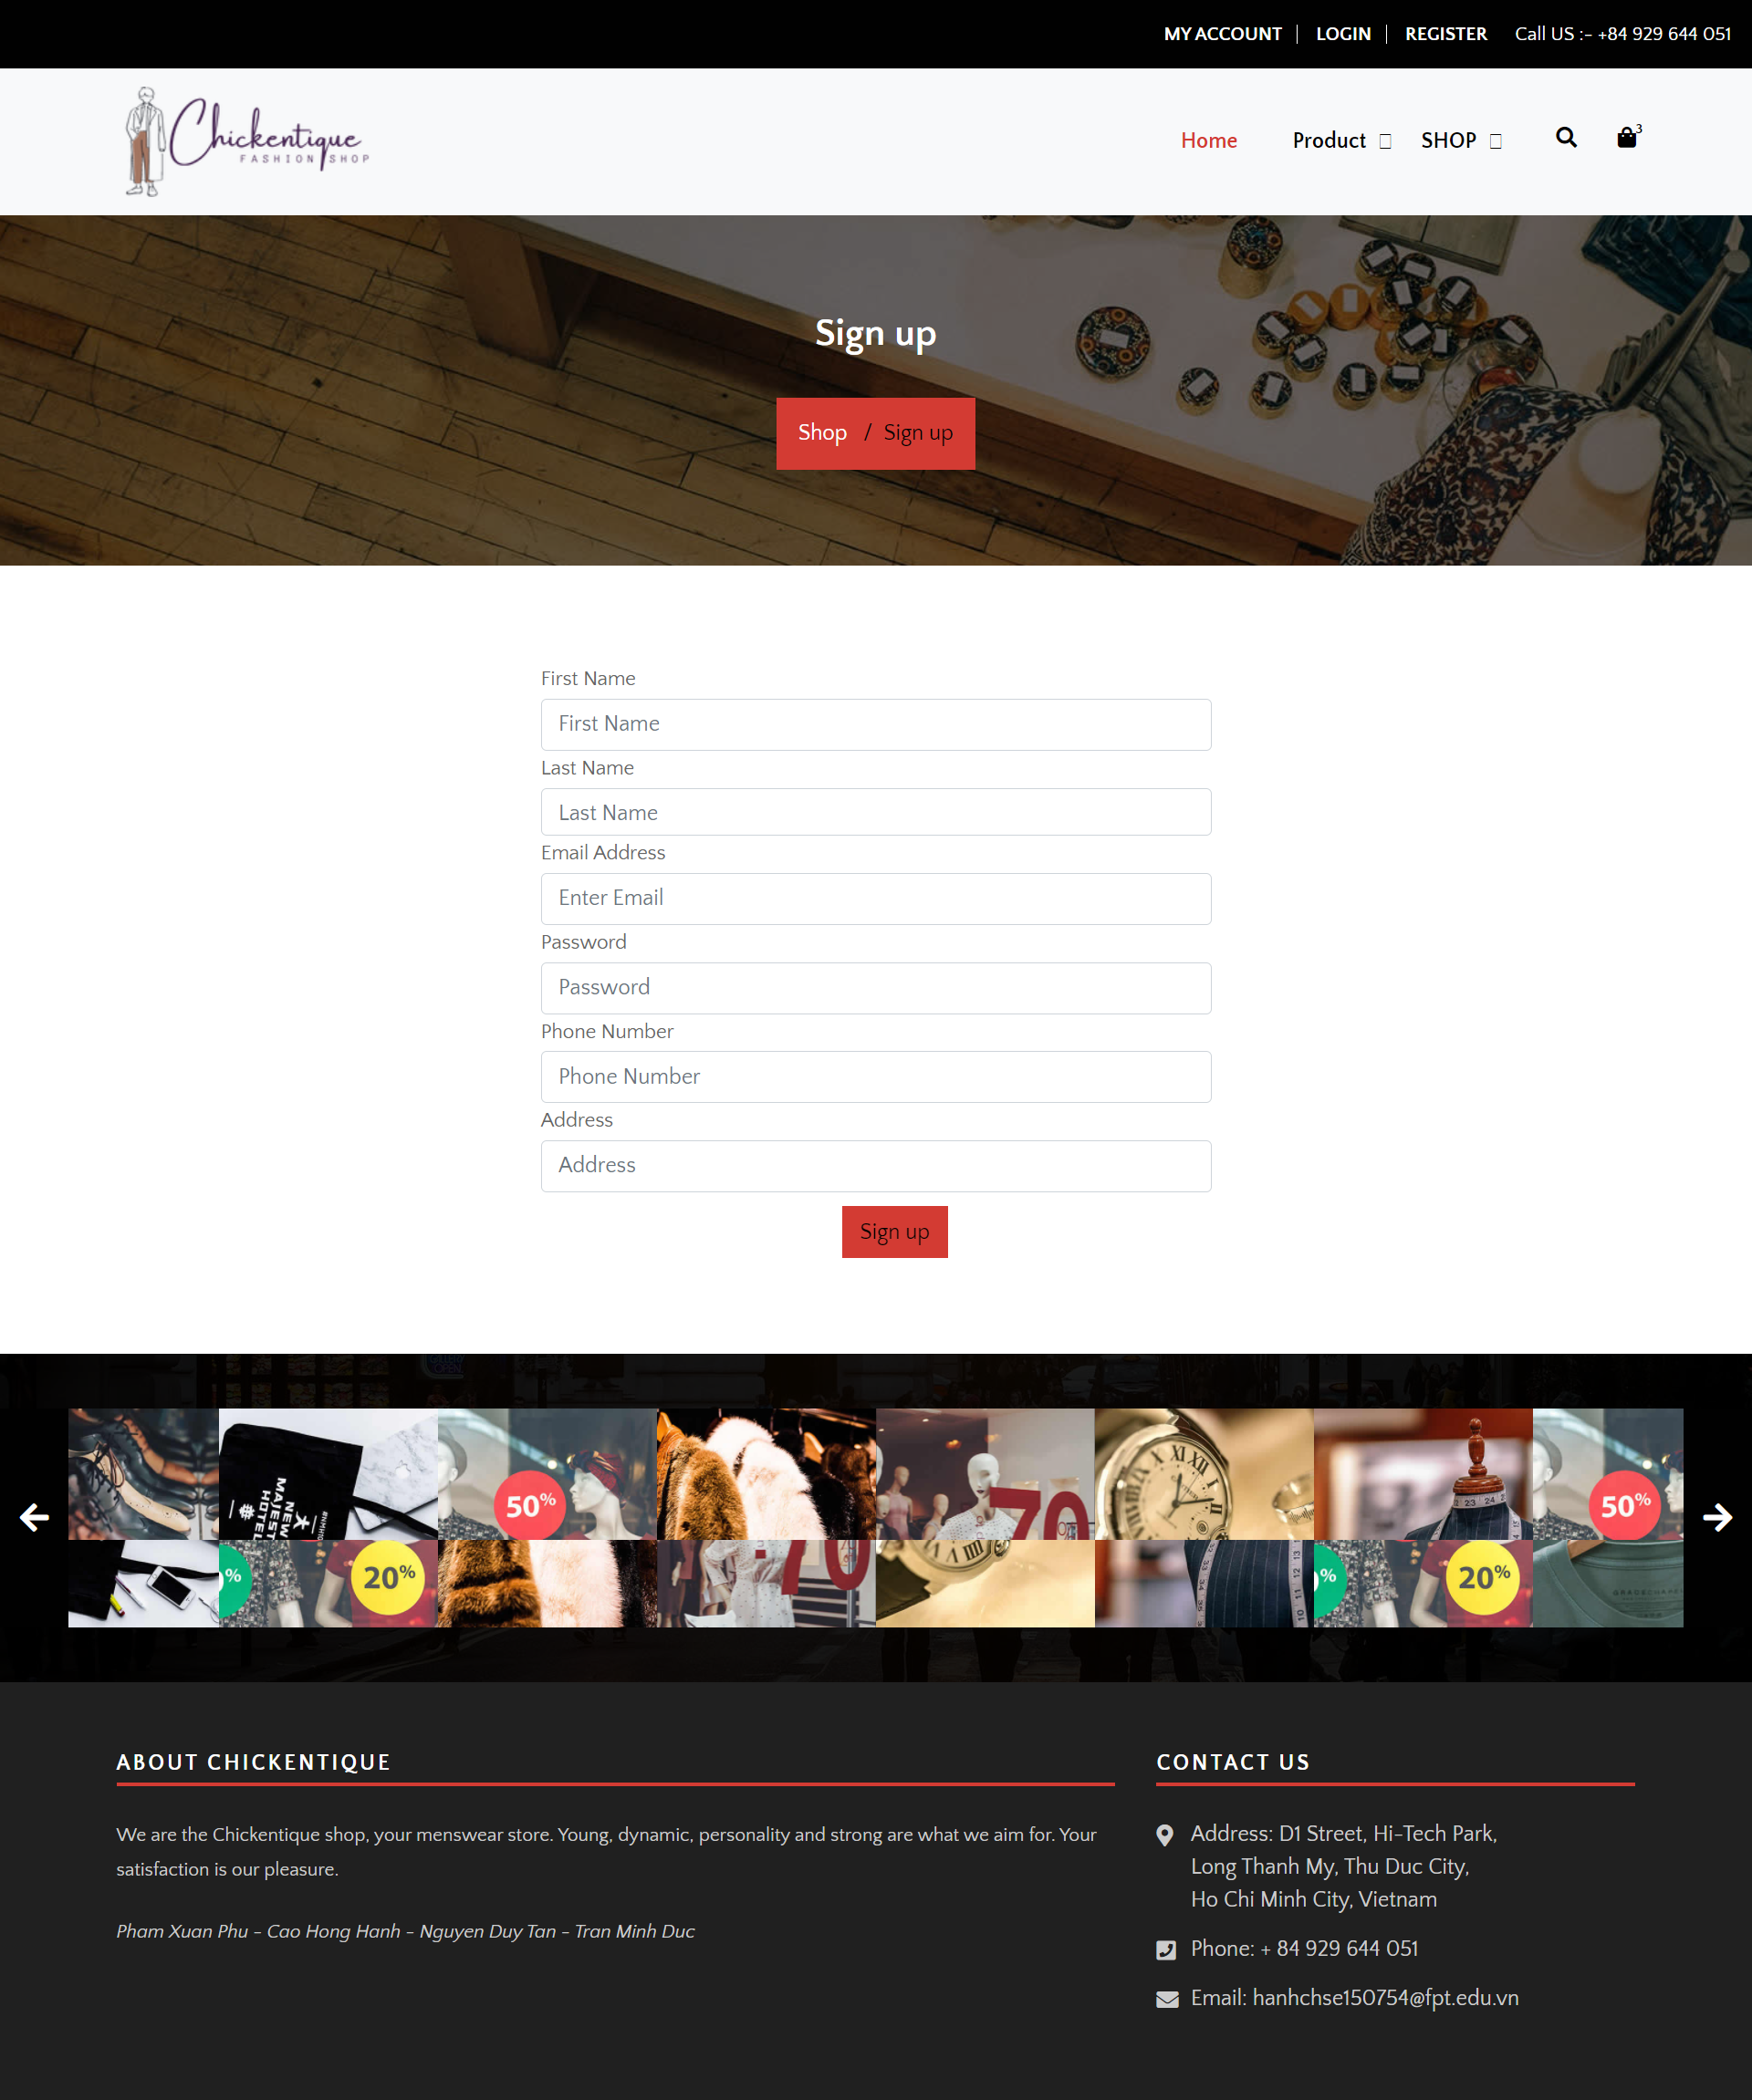 MY ACCOUNT LOGIN REGISTER Call US :- +84 929 644 051
Chickentique
FASHION SHOP
Home Product SHOP 3
Sign up
Shop / Sign up
First Name
First Name
Last Name
Last Name
Email Address
Enter Email
Password
Password
Phone Number
Phone Number
Address
Address
Sign up
NEW
MAJESTIC
HOTEL
50%
70
50%
%
20%
70
%
20%
ABOUT CHICKENTIQUE
We are the Chickentique shop, your menswear store. Young, dynamic, personality and strong are what we aim for. Your
satisfaction is our pleasure.
Pham Xuan Phu - Cao Hong Hanh - Nguyen Duy Tan - Tran Minh Duc
CONTACT US
Address: D1 Street, Hi-Tech Park,
Long Thanh My, Thu Duc City,
Ho Chi Minh City, Vietnam
Phone: + 84 929 644 051
Email: hanhchse150754@fpt.edu.vn